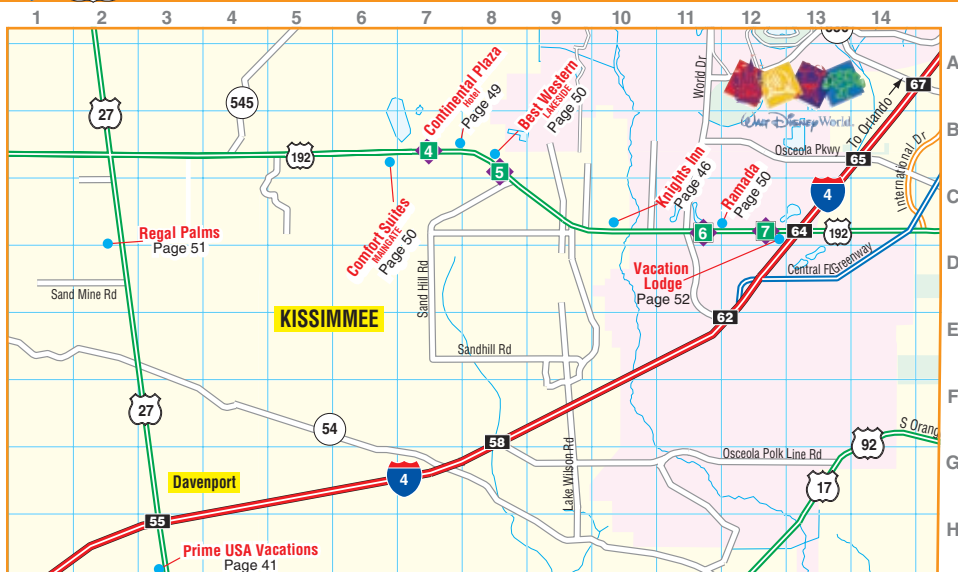 1 2 3 4 5 6 7 8 9 10 11 12 13 14
A
B
C
D
E
F
G
H
27
545
192
4
5
Continental Plaza
Hotel
Page 49
Best Western
LAKESIDE
Page 50
World Dr
Walt Disney World
To Orlando
67
Osceola Pkwy
65
International Dr
4
Knights Inn
Page 46
Ramada
Page 50
6
7
64
192
Comfort Suites
MAINGATE
Page 50
Regal Palms
Page 51
Sand Mine Rd
Sand Hill Rd
Vacation
Lodge
Page 52
Central Fl Greenway
KISSIMMEE
62
Sandhill Rd
27
54
58
Lake Wilson Rd
Osceola Polk Line Rd
92
S Orang
17
4
Davenport
55
Prime USA Vacations
Page 41